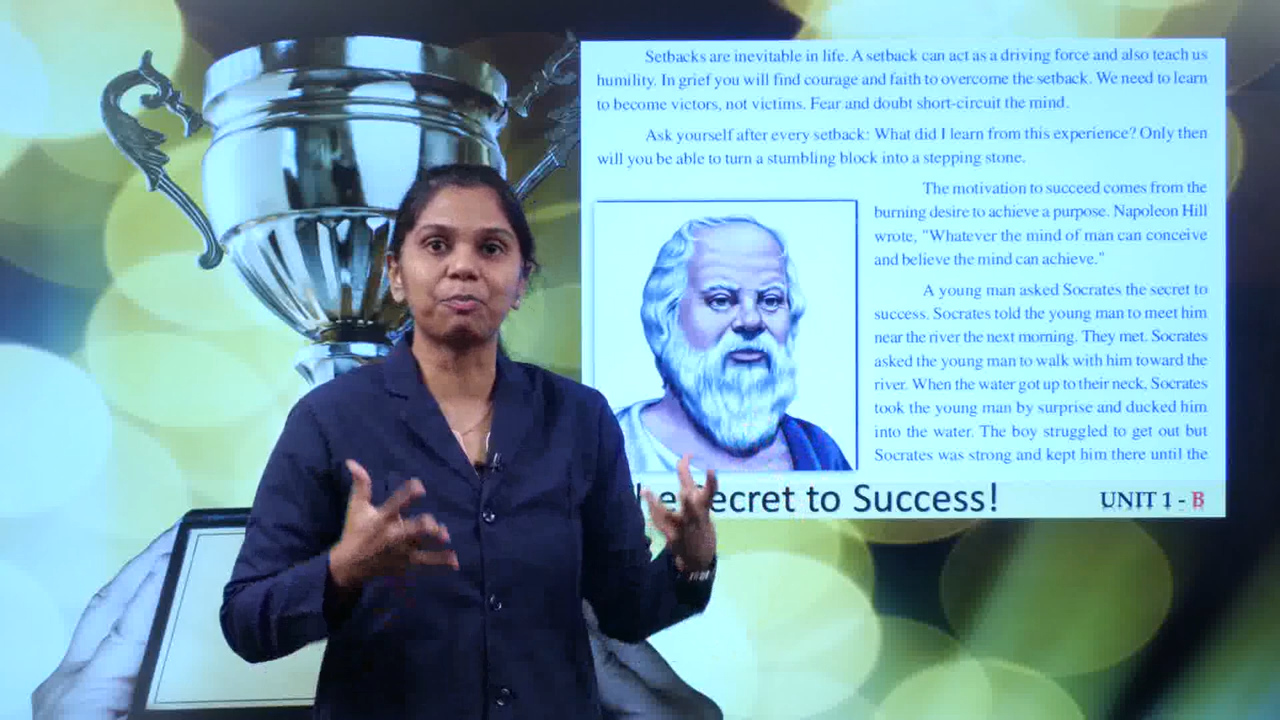 Setbacks are inevitable in life. A setback can act as a driving force and also teach us
humility. In grief you will find courage and faith to overcome the setback. We need to learn
to become victors, not victims. Fear and doubt short-circuit the mind.
Ask yourself after every setback: What did I learn from this experience? Only then
will you be able to turn a stumbling block into a stepping stone.
The motivation to succeed comes from the
burning desire to achieve a purpose. Napoleon Hill
wrote, "Whatever the mind of man can conceive
and believe the mind can achieve."
A young man asked Socrates the secret to
success. Socrates told the young man to meet him
near the river the next morning. They met. Socrates
asked the young man to walk with him toward the
river. When the water got up to their neck, Socrates
took the young man by surprise and ducked him
into the water. The boy struggled to get out but
Socrates was strong and kept him there until the
Secret to Success!
UNIT 1 - B